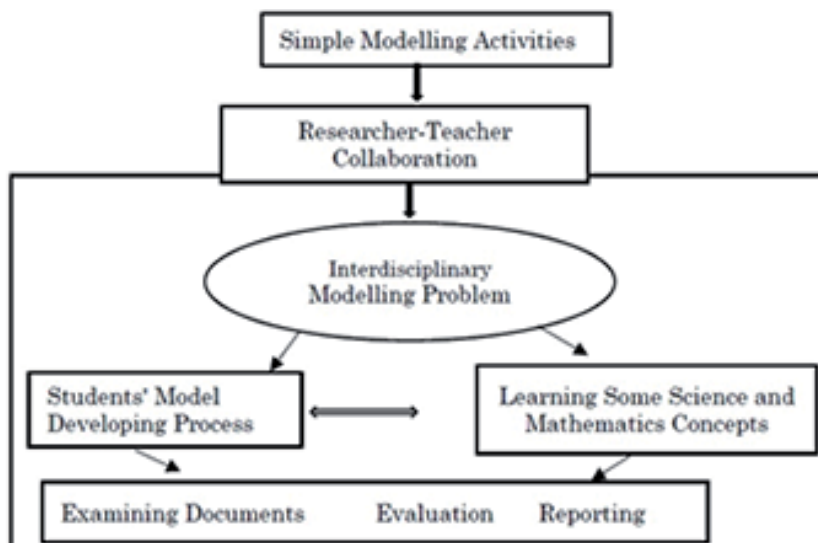 Simple Modelling Activities
Researcher-Teacher
Collaboration
Interdisciplinary
Modelling Problem
Students' Model
Developing Process
Learning Some Science and
Mathematics Concepts
Examining Documents Evaluation Reporting